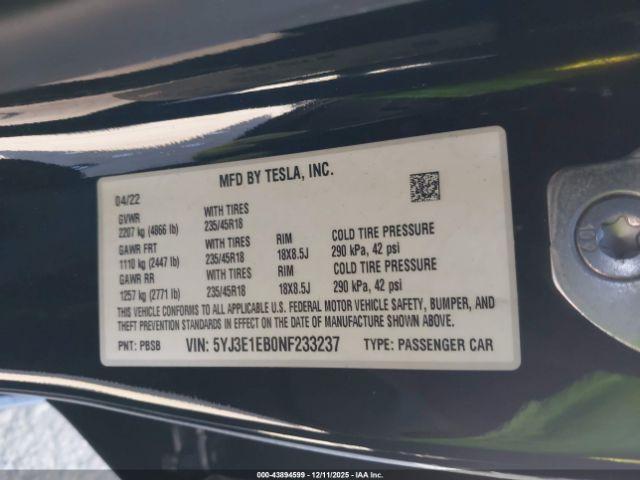 MFD BY TESLA, INC.
04/22
GVWR WITH TIRES
2207 kg (4866 lb) 235/45R18 RIM COLD TIRE PRESSURE
GAWR FRT WITH TIRES 18X8.5J 290 kPa, 42 psi
1110 kg (2447 lb) 235/45R18 RIM COLD TIRE PRESSURE
GAWR RR WITH TIRES 18X8.5J 290 kPa, 42 psi
1257 kg (2771 lb) 235/45R18
THIS VEHICLE CONFORMS TO ALL APPLICABLE U.S. FEDERAL MOTOR VEHICLE SAFETY, BUMPER, AND
THEFT PREVENTION STANDARDS IN EFFECT ON THE DATE OF MANUFACTURE SHOWN ABOVE.
PNT: PBSB VIN: 5YJ3E1EB0NF233237 TYPE: PASSENGER CAR
000-43894599 | 12/11/2025 - IAA Inc.